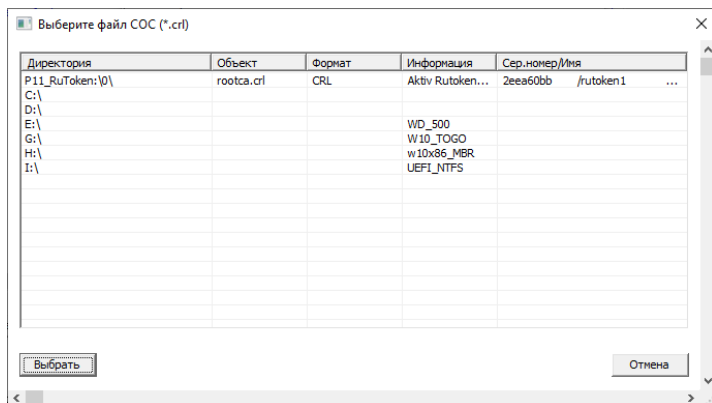 Выберите файл СОС (*.crl)
Директория Объект Формат Информация Сер.номер/Имя
P11_RuToken:\0\ rootca.crl CRL Aktiv Rutoken... 2eea60bb /rutoken1 ...
C:\
D:\
E:\ WD_500
G:\ W10_TOGO
H:\ w10x86_MBR
I:\ UEFI_NTFS
Выбрать Отмена